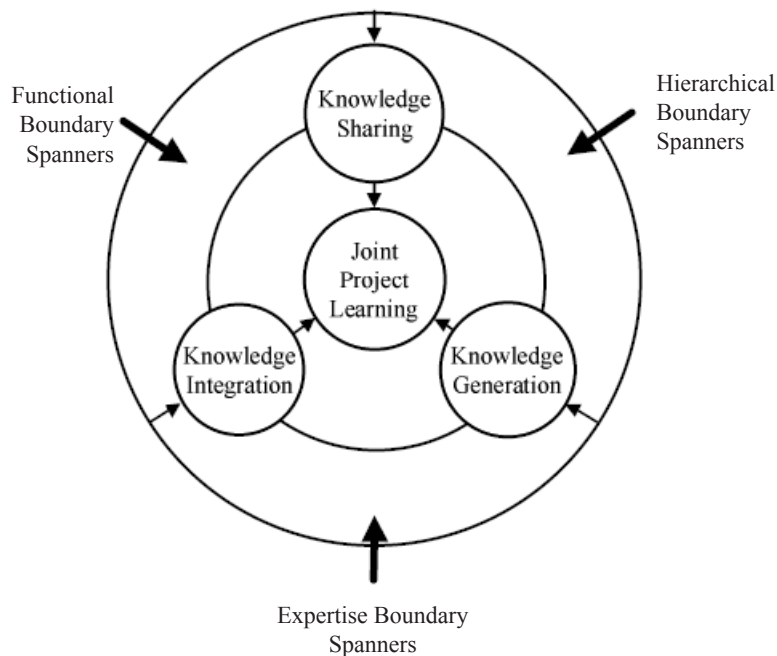 Knowledge
Sharing
Functional
Boundary
Spanners
Hierarchical
Boundary
Spanners
Joint
Project
Learning
Knowledge
Integration
Knowledge
Generation
Expertise Boundary
Spanners